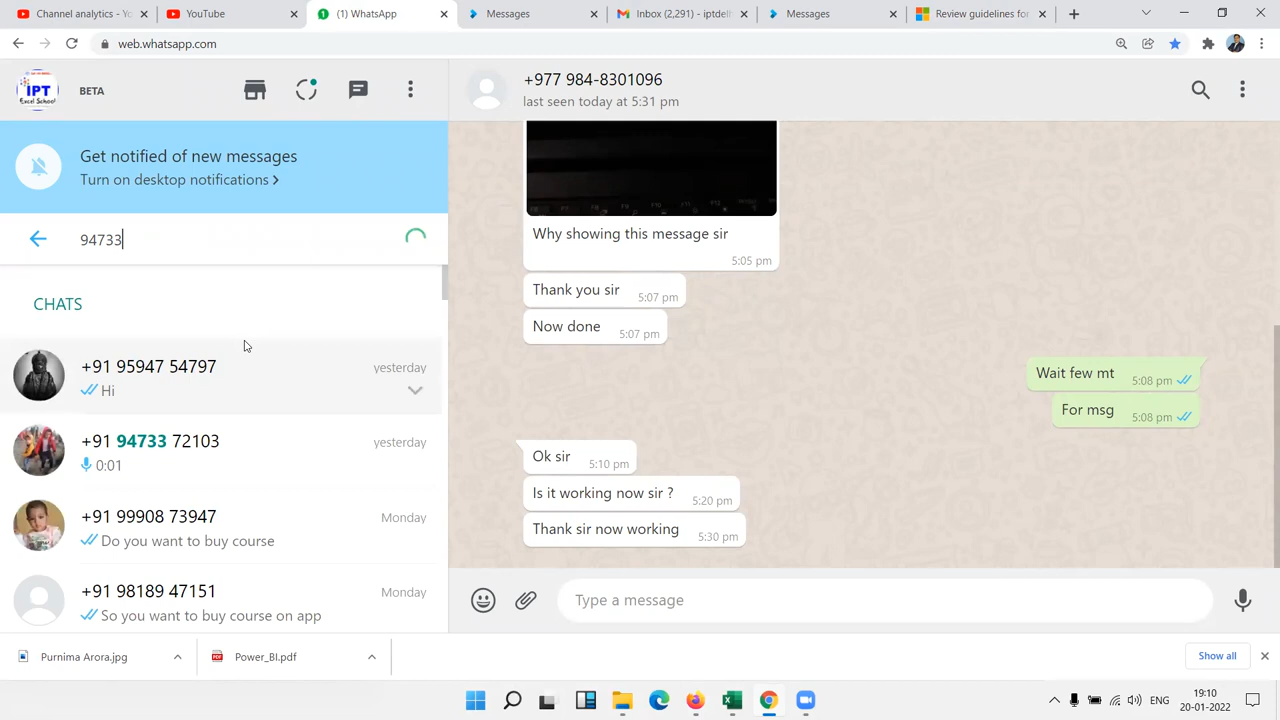 Channel analytics - Yo
YouTube
(1) WhatsApp
Messages
Inbox (2,291) - iptdelh
Messages
Review guidelines for
web.whatsapp.com
IPT
Excel School
BETA
Get notified of new messages
Turn on desktop notifications >
94733
CHATS
+91 95947 54797
yesterday
Hi
+91 94733 72103
yesterday
0:01
+91 99908 73947
Monday
Do you want to buy course
+91 98189 47151
Monday
So you want to buy course on app
+977 984-8301096
last seen today at 5:31 pm
Why showing this message sir
5:05 pm
Thank you sir
5:07 pm
Now done
5:07 pm
Wait few mt
5:08 pm
For msg
5:08 pm
Ok sir
5:10 pm
Is it working now sir ?
5:20 pm
Thank sir now working
5:30 pm
Type a message
Purnima Arora.jpg
Power_BI.pdf
Show all
ENG
19:10
20-01-2022